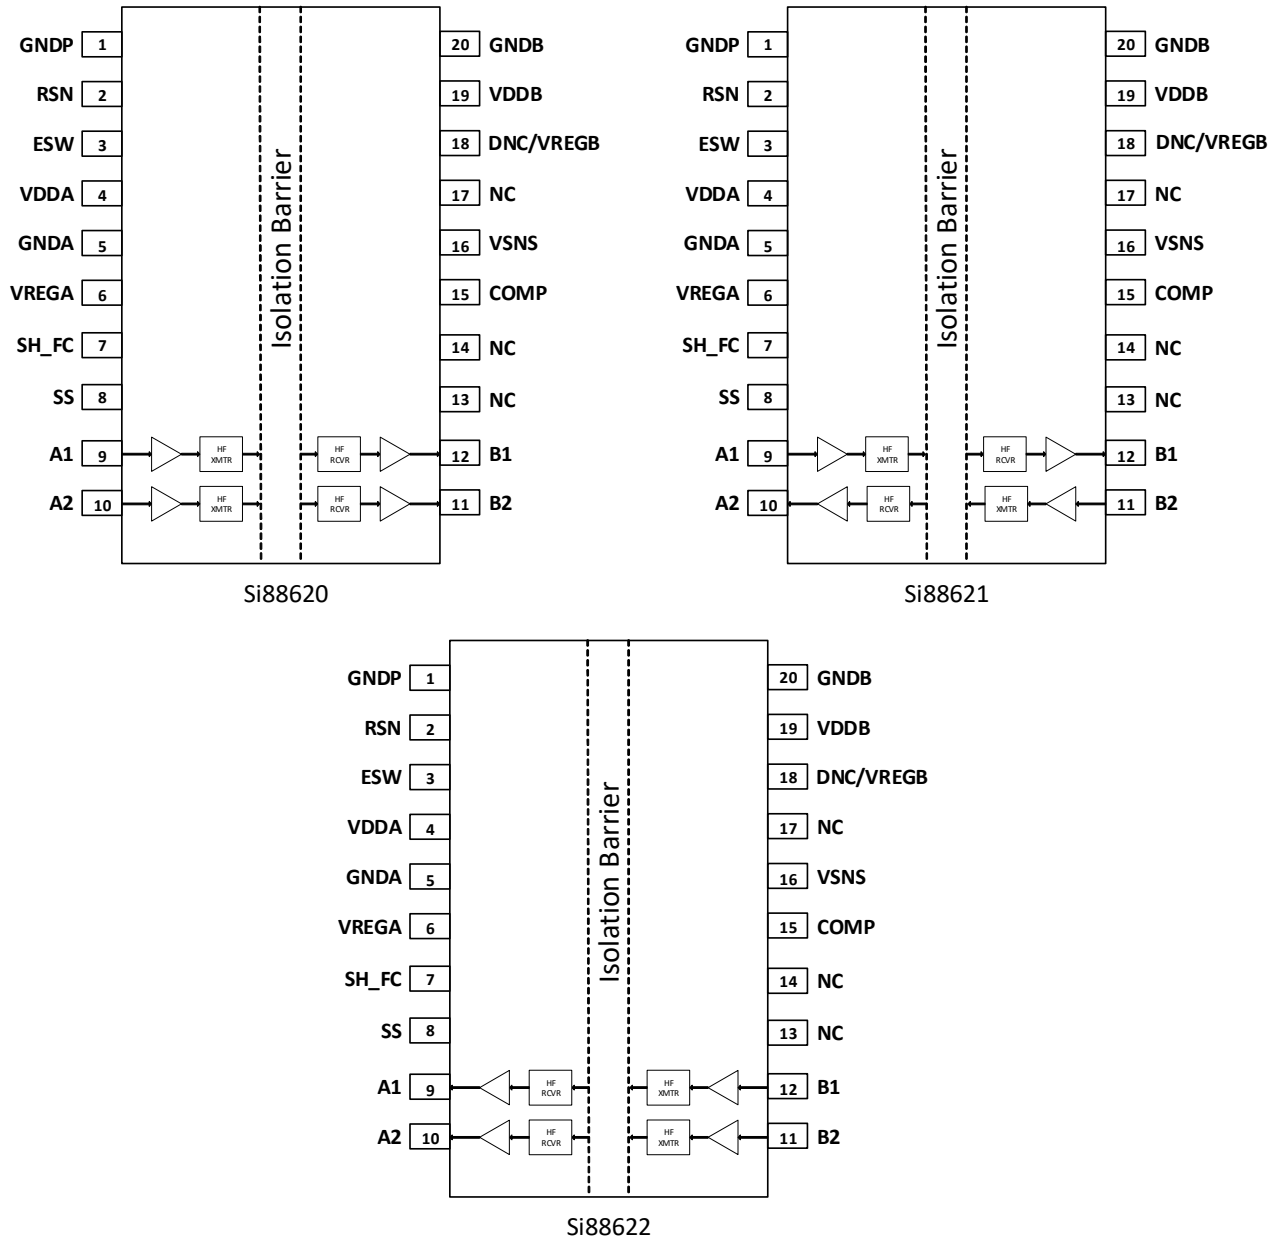 GNDP 1 20 GNDB
RSN 2 19 VDDB
ESW 3 18 DNC/VREGB
VDDA 4 17 NC
GNDA 5 16 VSNS
VREGA 6 15 COMP
SH_FC 7 14 NC
SS 8 13 NC
A1 9 HF XMTR HF RCVR 12 B1
A2 10 HF XMTR HF RCVR 11 B2
Isolation Barrier
Si88620
GNDP 1 20 GNDB
RSN 2 19 VDDB
ESW 3 18 DNC/VREGB
VDDA 4 17 NC
GNDA 5 16 VSNS
VREGA 6 15 COMP
SH_FC 7 14 NC
SS 8 13 NC
A1 9 HF XMTR HF RCVR 12 B1
A2 10 HF RCVR HF XMTR 11 B2
Isolation Barrier
Si88621
GNDP 1 20 GNDB
RSN 2 19 VDDB
ESW 3 18 DNC/VREGB
VDDA 4 17 NC
GNDA 5 16 VSNS
VREGA 6 15 COMP
SH_FC 7 14 NC
SS 8 13 NC
A1 9 HF RCVR HF XMTR 12 B1
A2 10 HF RCVR HF XMTR 11 B2
Isolation Barrier
Si88622